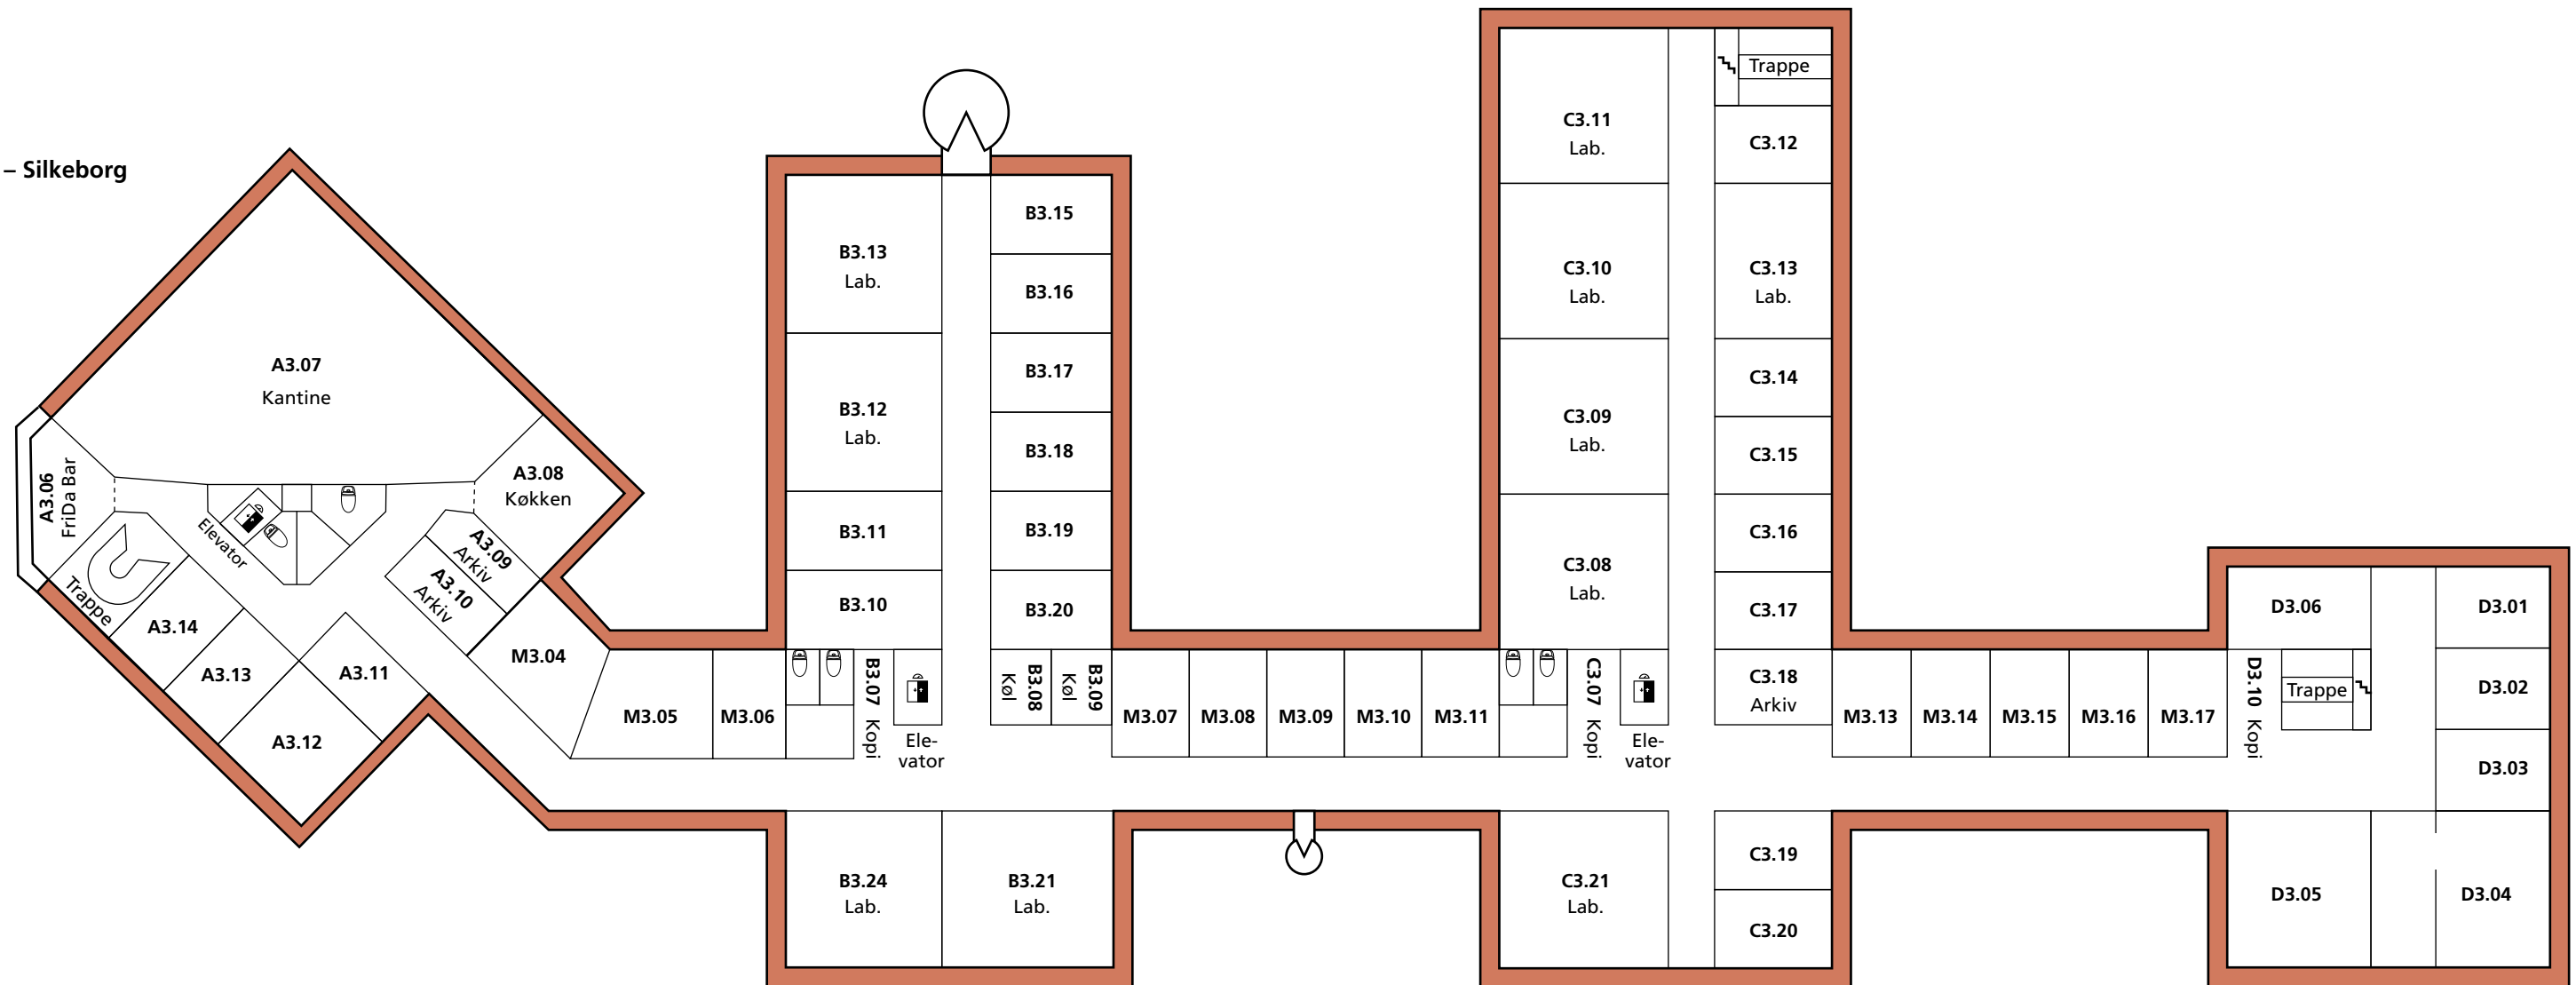 – Silkeborg
A3.07
Kantine
A3.06
FriDa Bar
A3.08
Køkken
Elevator
A3.09
Arkiv
A3.10
Arkiv
Trappe
A3.14
A3.13
A3.11
A3.12
M3.04
M3.05
M3.06
B3.13
Lab.
B3.12
Lab.
B3.11
B3.10
B3.15
B3.16
B3.17
B3.18
B3.19
B3.20
B3.07 Kopi
Ele-
vator
B3.08
Køl
B3.09
Køl
B3.24
Lab.
B3.21
Lab.
M3.07
M3.08
M3.09
M3.10
M3.11
C3.11
Lab.
C3.10
Lab.
C3.09
Lab.
C3.08
Lab.
Trappe
C3.12
C3.13
Lab.
C3.14
C3.15
C3.16
C3.17
C3.18
Arkiv
C3.07 Kopi
Ele-
vator
C3.21
Lab.
C3.19
C3.20
M3.13
M3.14
M3.15
M3.16
M3.17
D3.06
D3.10 Kopi
Trappe
D3.01
D3.02
D3.03
D3.05
D3.04